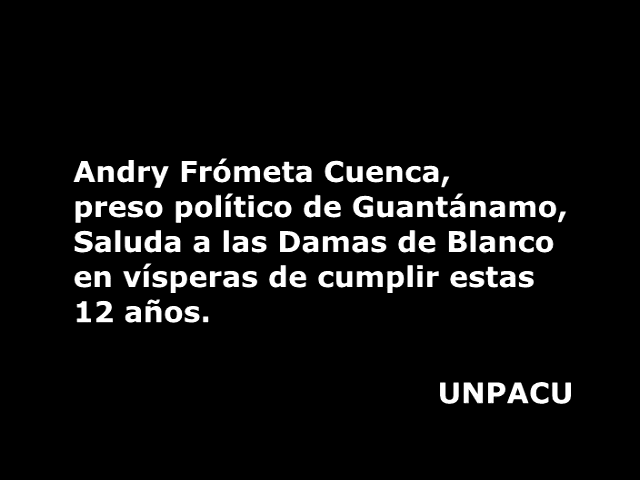 Andry Frómeta Cuenca,
preso político de Guantánamo,
Saluda a las Damas de Blanco
en vísperas de cumplir estas
12 años.
UNPACU